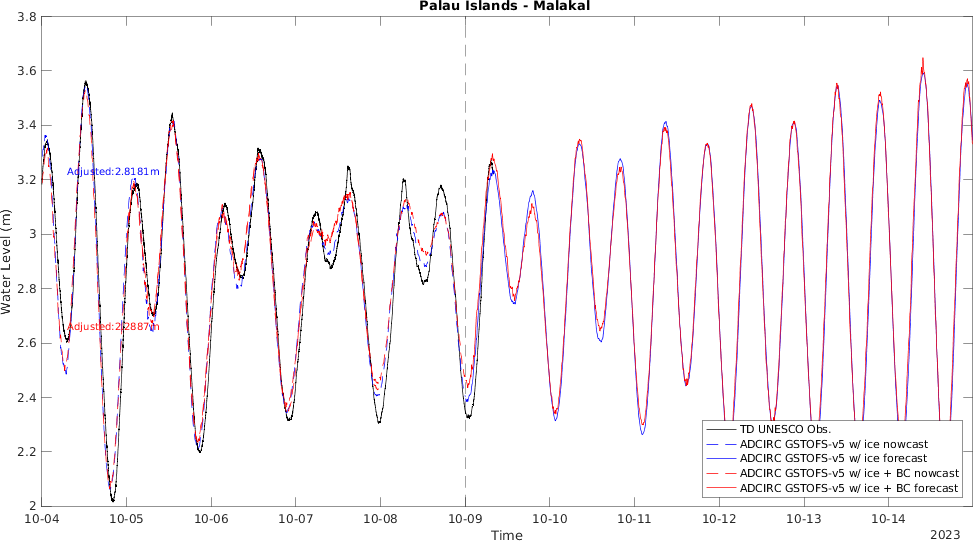 Palau Islands - Malakal
3.8
3.6
3.4
3.2
3
2.8
2.6
2.4
2.2
2
Water Level (m)
Adjusted:2.8181m
Adjusted:2.2887m
TD UNESCO Obs.
ADCIRC GSTOFS-v5 w/ ice nowcast
ADCIRC GSTOFS-v5 w/ ice forecast
ADCIRC GSTOFS-v5 w/ ice + BC nowcast
ADCIRC GSTOFS-v5 w/ ice + BC forecast
10-04 10-05 10-06 10-07 10-08 10-09 10-10 10-11 10-12 10-13 10-14
Time
2023